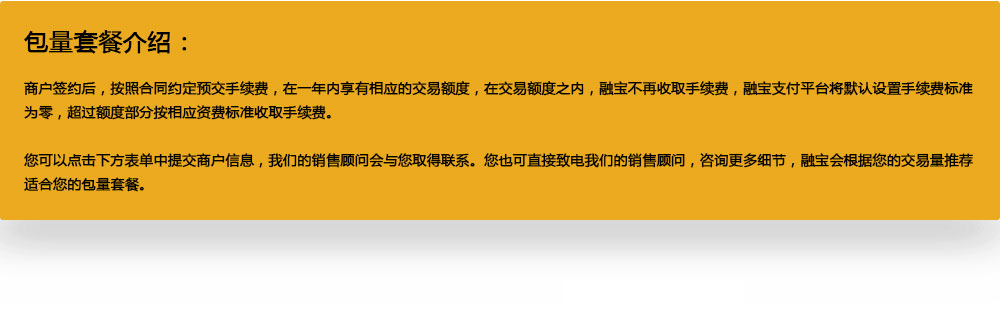 包量套餐介绍：
商户签约后，按照合同约定预交手续费，在一年内享有相应的交易额度，在交易额度之内，融宝不再收取手续费，融宝支付平台将默认设置手续费标准
为零，超过额度部分按相应资费标准收取手续费。
您可以点击下方表单中提交商户信息，我们的销售顾问会与您取得联系。您也可直接致电我们的销售顾问，咨询更多细节，融宝会根据您的交易量推荐
适合您的包量套餐。